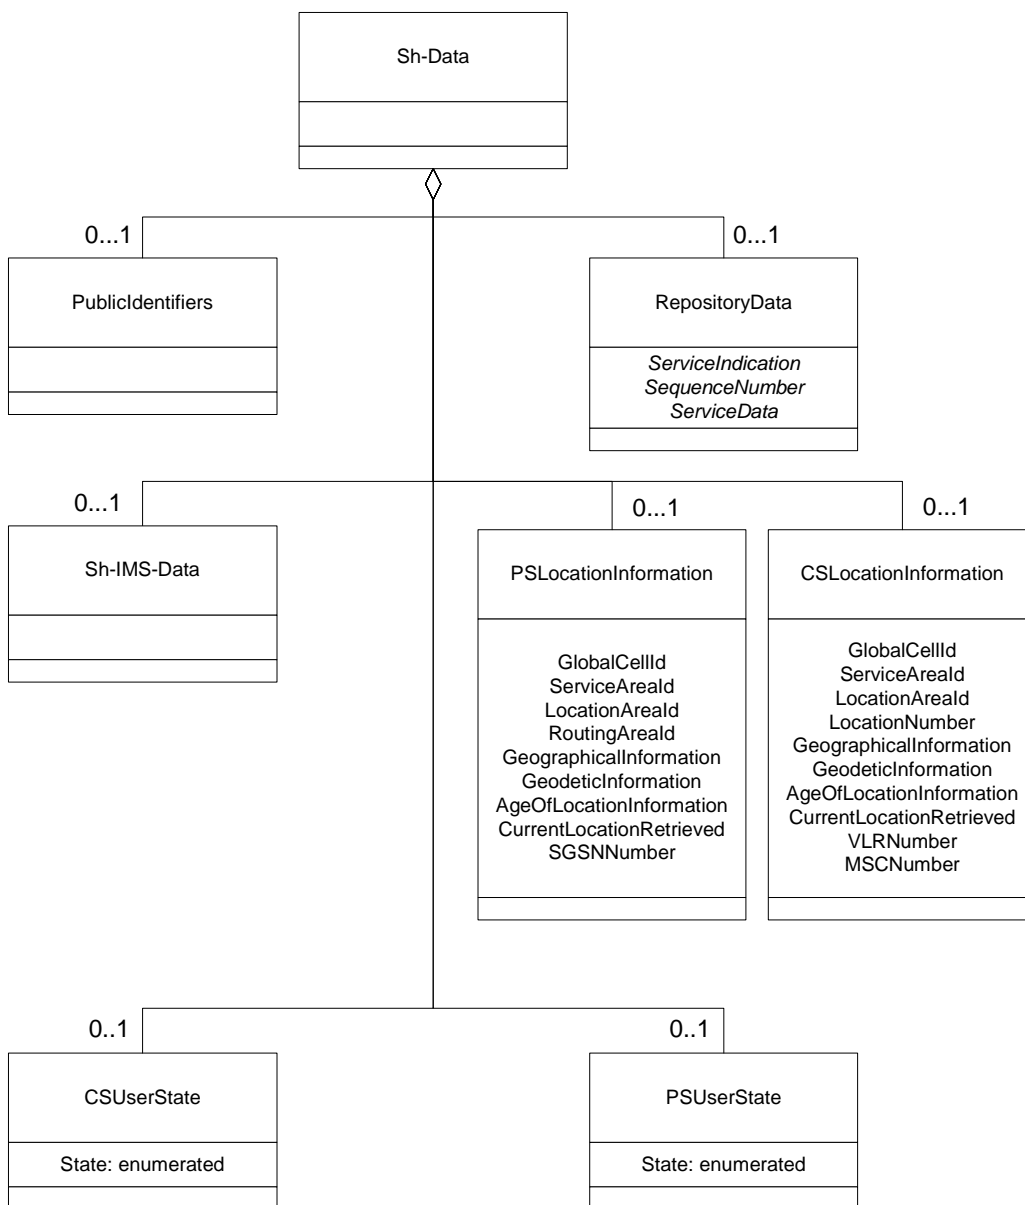 Sh-Data
0...1
0...1
PublicIdentifiers
RepositoryData
ServiceIndication
SequenceNumber
ServiceData
0...1
0...1
0...1
Sh-IMS-Data
PSLocationInformation
CSLocationInformation
GlobalCellId
ServiceAreaId
LocationAreaId
RoutingAreaId
GeographicalInformation
GeodeticInformation
AgeOfLocationInformation
CurrentLocationRetrieved
SGSNNumber
GlobalCellId
ServiceAreaId
LocationAreaId
LocationNumber
GeographicalInformation
GeodeticInformation
AgeOfLocationInformation
CurrentLocationRetrieved
VLRNumber
MSCNumber
0..1
0..1
CSUserState
PSUserState
State: enumerated
State: enumerated